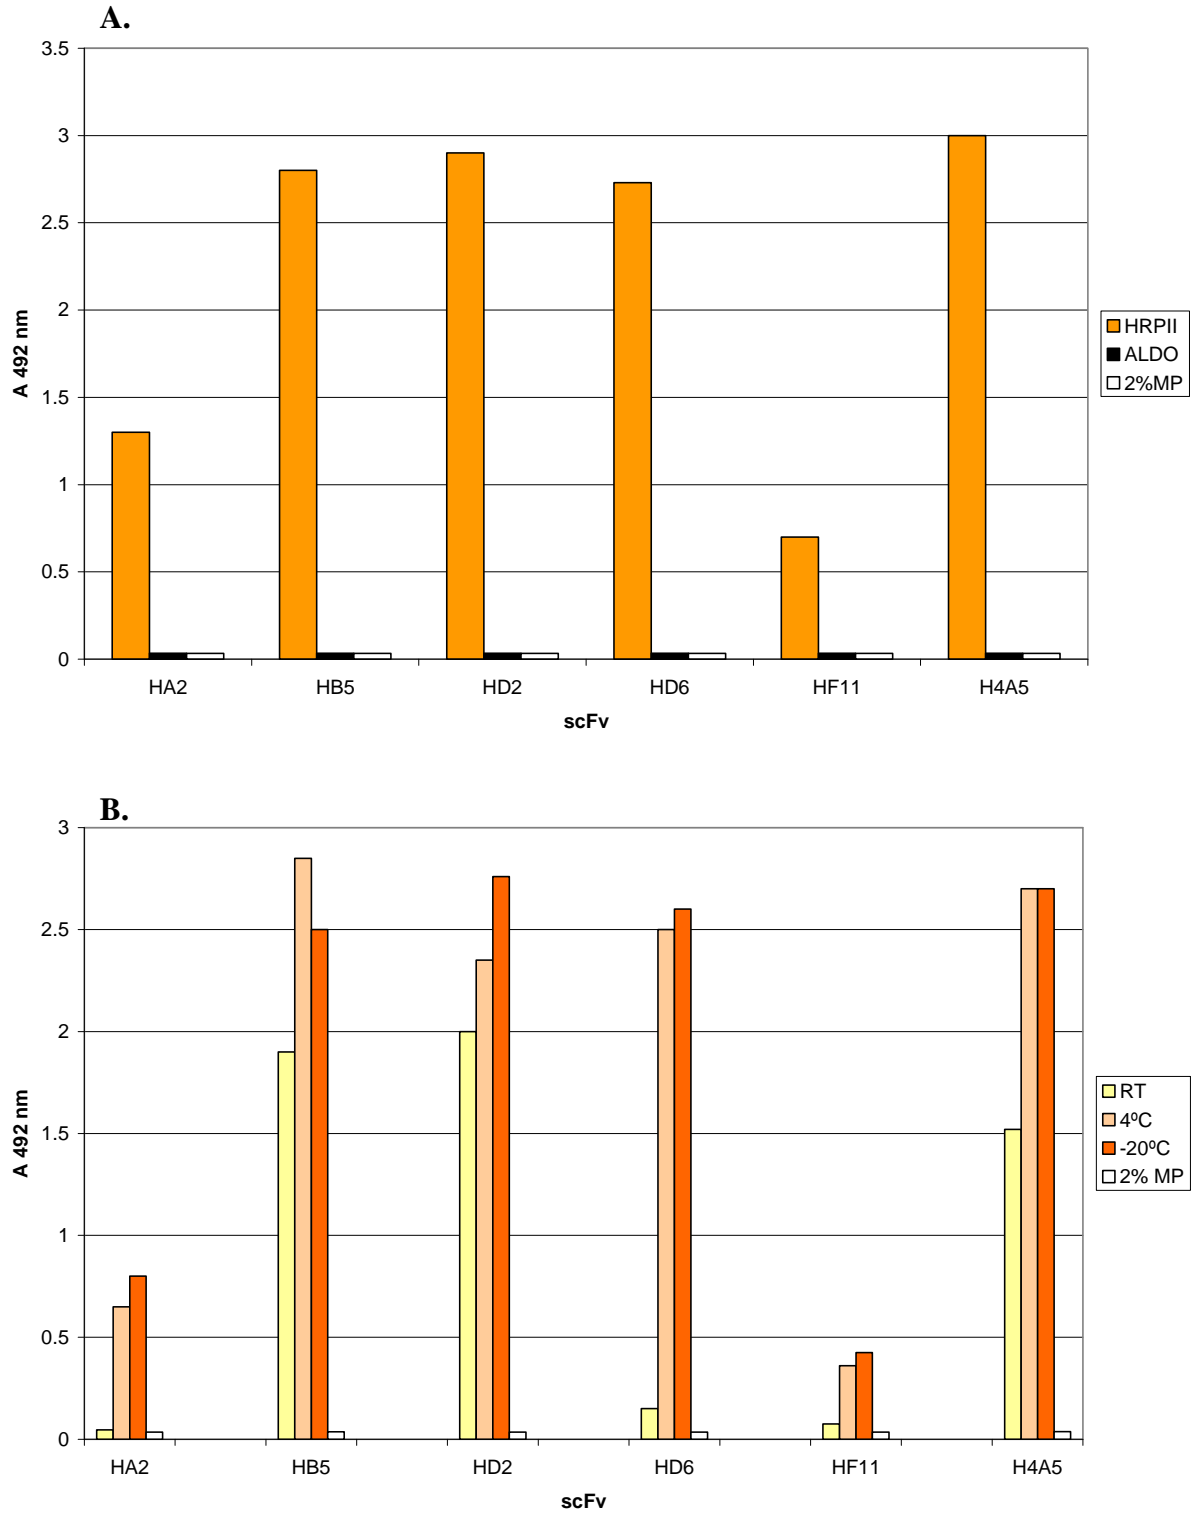 A.
3.5
3
2.5
2
1.5
1
0.5
0
A 492 nm
HA2 HB5 HD2 HD6 HF11 H4A5
scFv
HRPII
ALDO
2%MP
B.
3
2.5
2
1.5
1
0.5
0
A 492 nm
HA2 HB5 HD2 HD6 HF11 H4A5
scFv
RT
4ºC
-20ºC
2% MP